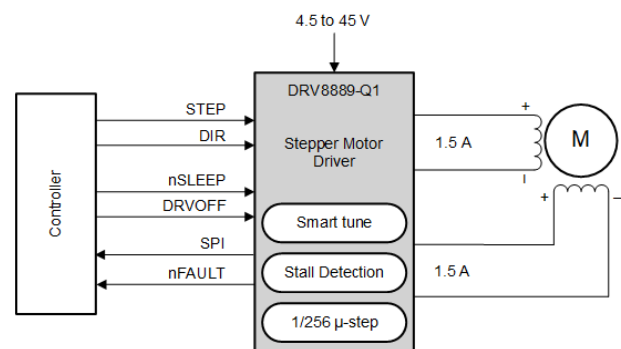 4.5 to 45 V
DRV8889-Q1
Stepper Motor
Driver
Smart tune
Stall Detection
1/256 µ-step
Controller
STEP
DIR
nSLEEP
DRVOFF
SPI
nFAULT
+
1.5 A
–
M
+
–
1.5 A